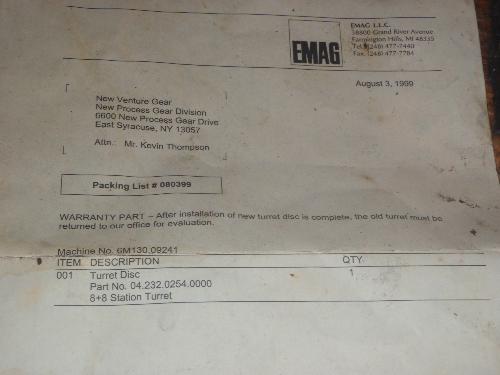 EMAG
EMAG L.L.C.
38800 Grand River Avenue
Farmington Hills, MI 48335
Tel. (248) 477-7440
Fax. (248) 477-7784
August 3, 1999
New Venture Gear
New Process Gear Division
6600 New Process Gear Drive
East Syracuse, NY 13057
Attn.: Mr. Kevin Thompson
Packing List # 080399
WARRANTY PART – After installation of new turret disc is complete, the old turret must be
returned to our office for evaluation.
Machine No. 6M130.09241
ITEM DESCRIPTION QTY
001 Turret Disc 1
Part No. 04.232.0254.0000
8+8 Station Turret